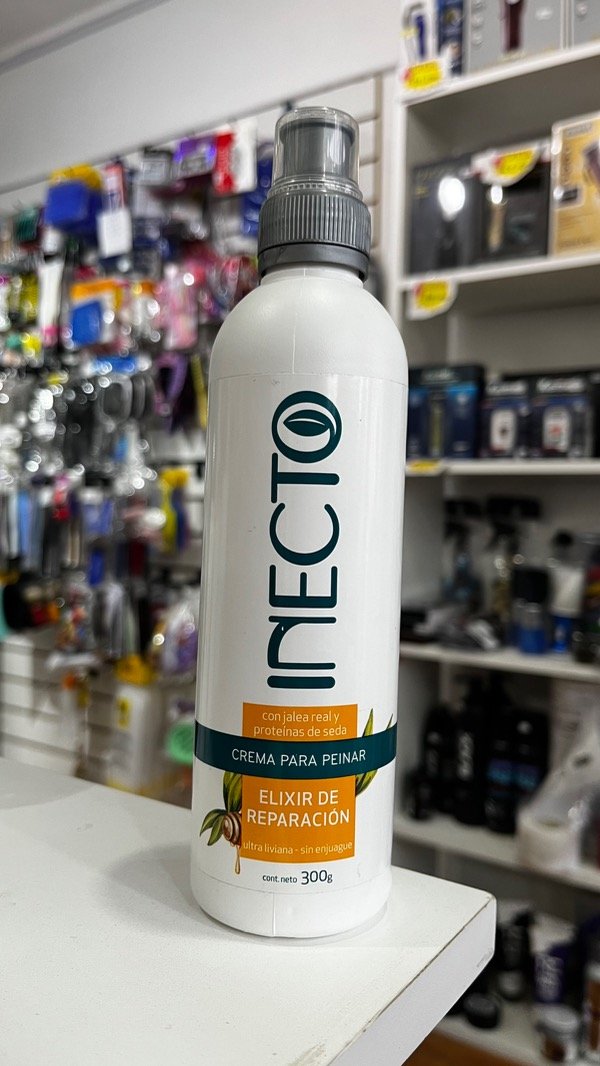 INECTO
con jalea real y
proteínas de seda
CREMA PARA PEINAR
ELIXIR DE
REPARACIÓN
ultra liviana - sin enjuague
cont. neto 300g